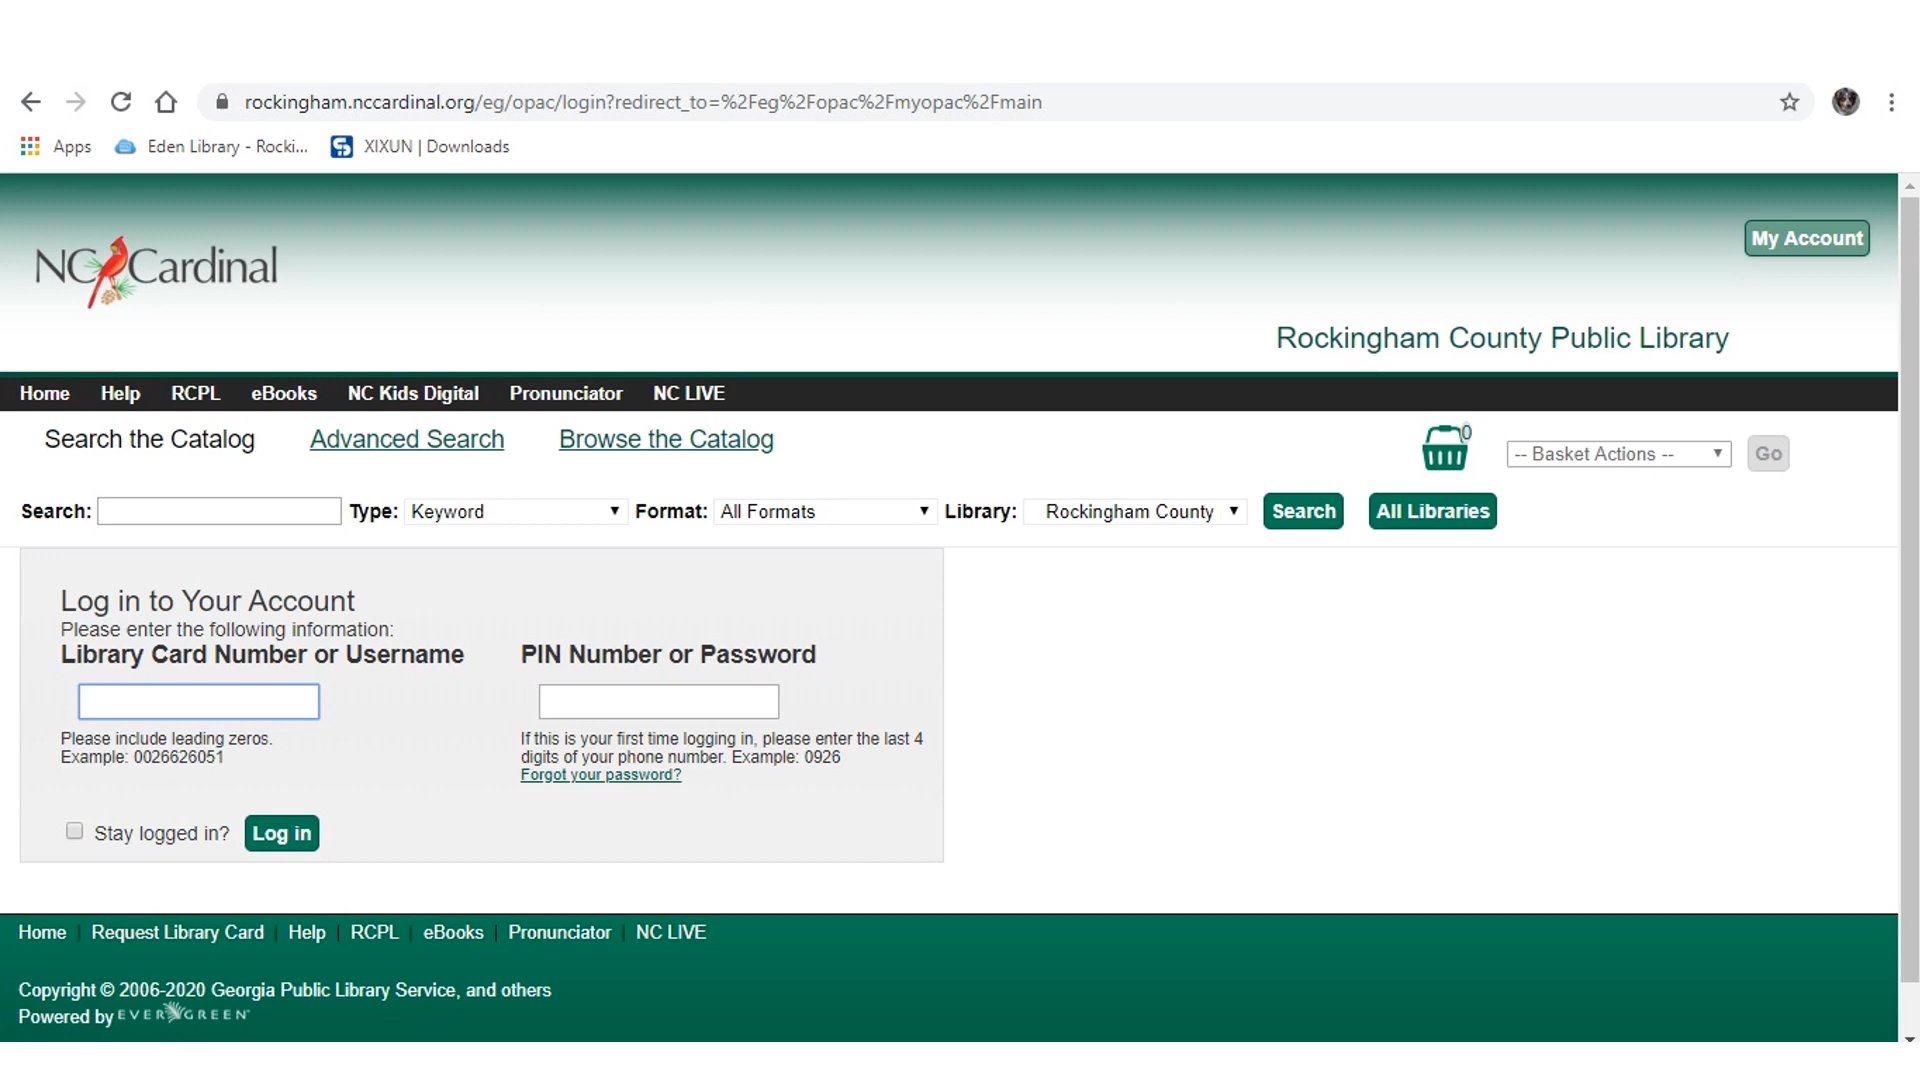 rockingham.nccardinal.org/eg/opac/login?redirect_to=%2Feg%2Fopac%2Fmyopac%2Fmain
Apps Eden Library - Rocki... XIXUN | Downloads
My Account
NC Cardinal
Rockingham County Public Library
Home Help RCPL eBooks NC Kids Digital Pronunciator NC LIVE
Search the Catalog Advanced Search Browse the Catalog 0 -- Basket Actions -- Go
Search: Type: Keyword Format: All Formats Library: Rockingham County Search All Libraries
Log in to Your Account
Please enter the following information:
Library Card Number or Username PIN Number or Password
Please include leading zeros.
Example: 0026626051
If this is your first time logging in, please enter the last 4
digits of your phone number. Example: 0926
Forgot your password?
Stay logged in? Log in
Home | Request Library Card | Help | RCPL | eBooks | Pronunciator | NC LIVE
Copyright © 2006-2020 Georgia Public Library Service, and others
Powered by EVERGREEN